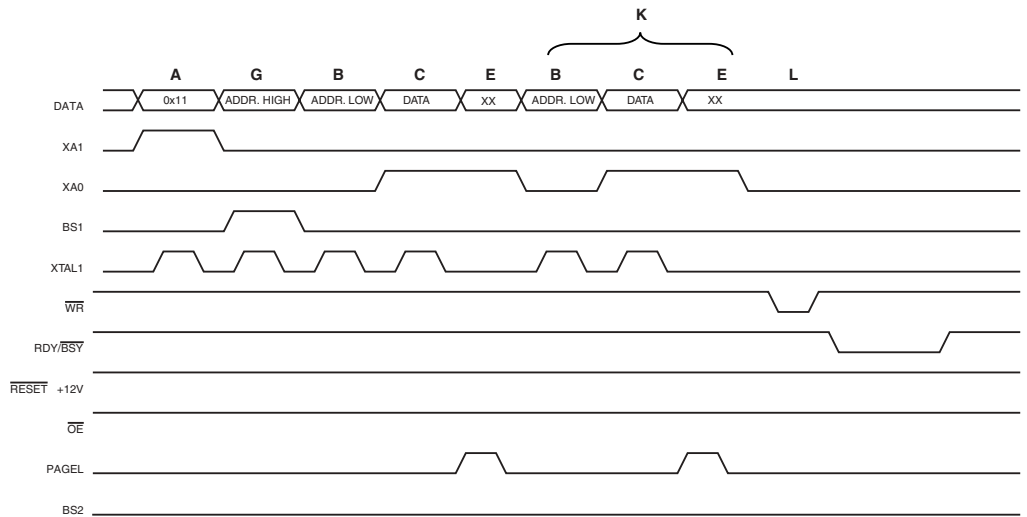 K
A G B C E B C E L
DATA 0x11 ADDR. HIGH ADDR. LOW DATA XX ADDR. LOW DATA XX
XA1
XA0
BS1
XTAL1
WR
RDY/BSY
RESET +12V
OE
PAGEL
BS2